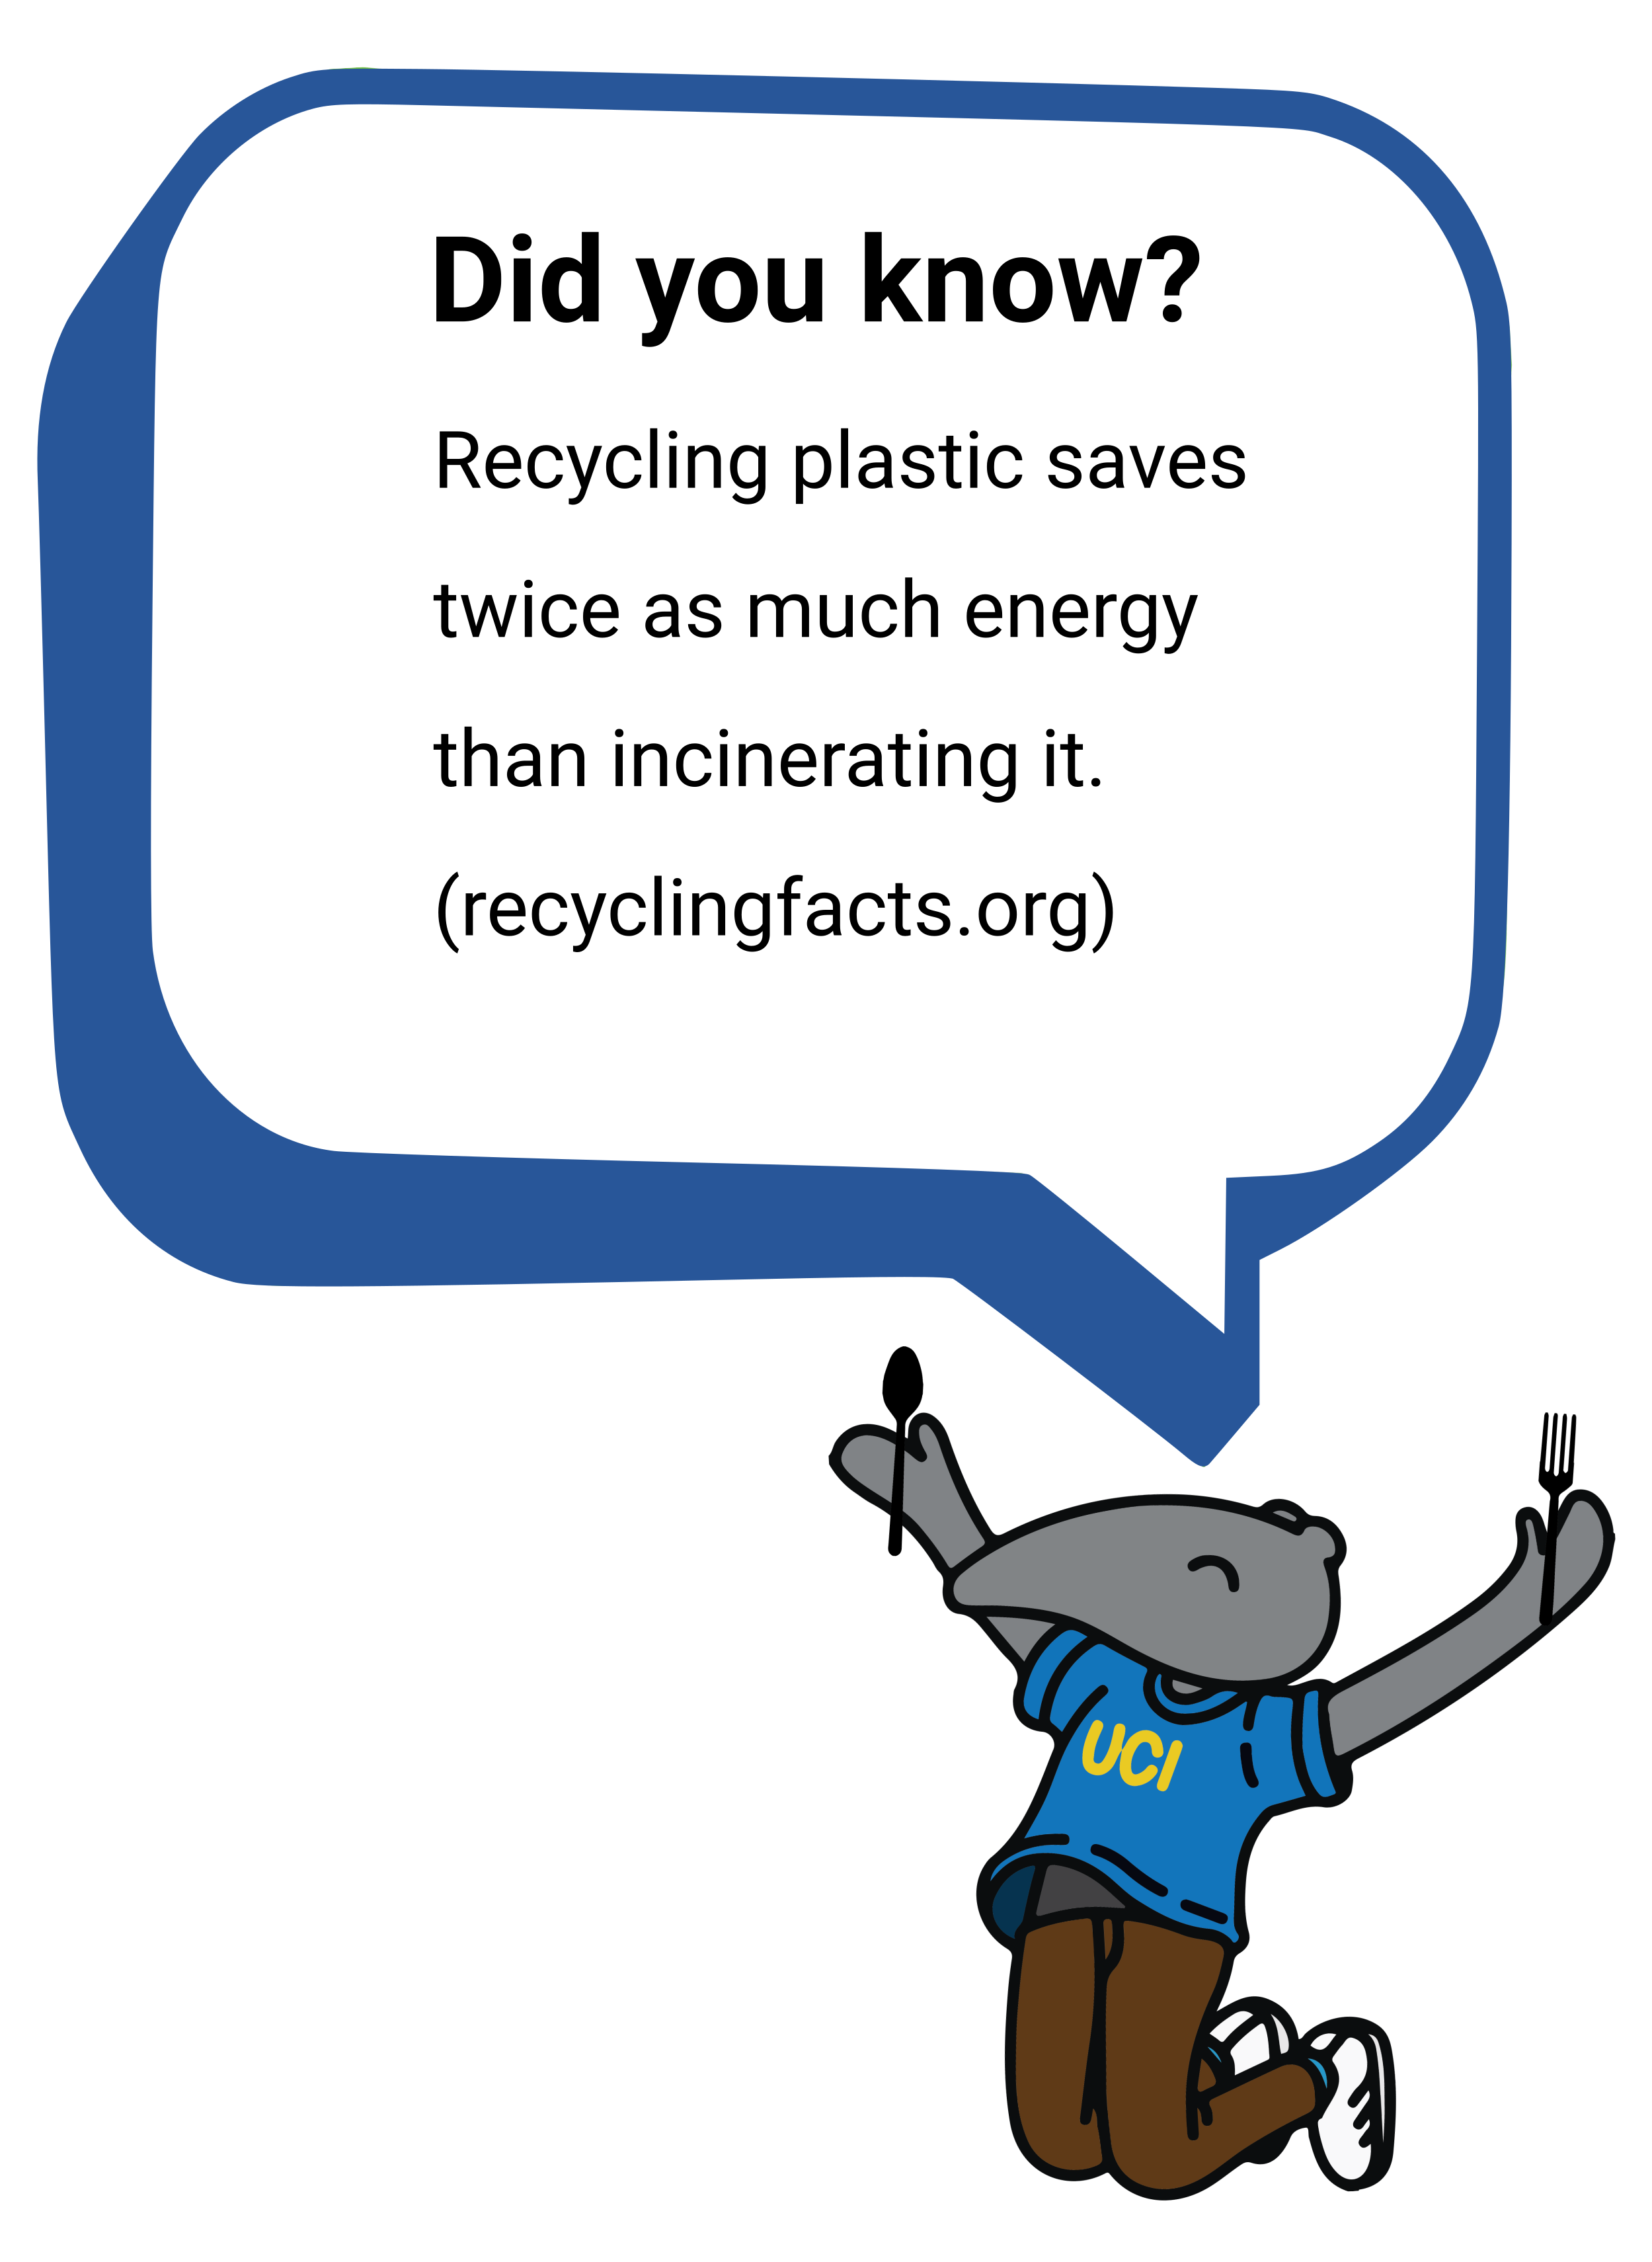 Did you know?
Recycling plastic saves
twice as much energy
than incinerating it.
(recyclingfacts.org)
UCI